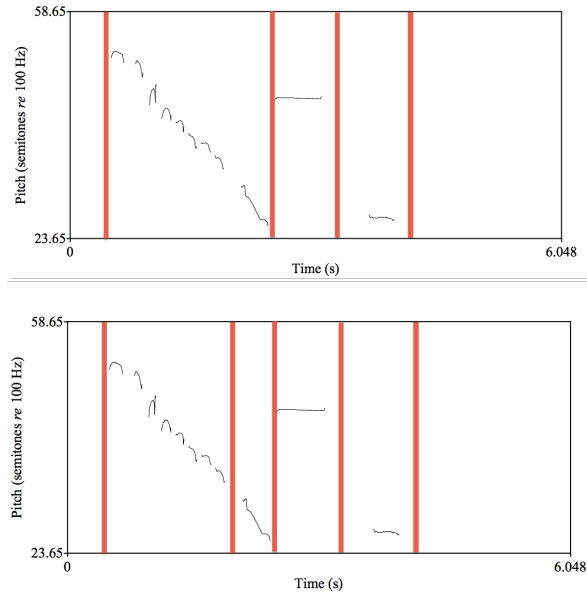 58.65
Pitch (semitones re 100 Hz)
23.65
0
6.048
Time (s)
58.65
Pitch (semitones re 100 Hz)
23.65
0
6.048
Time (s)